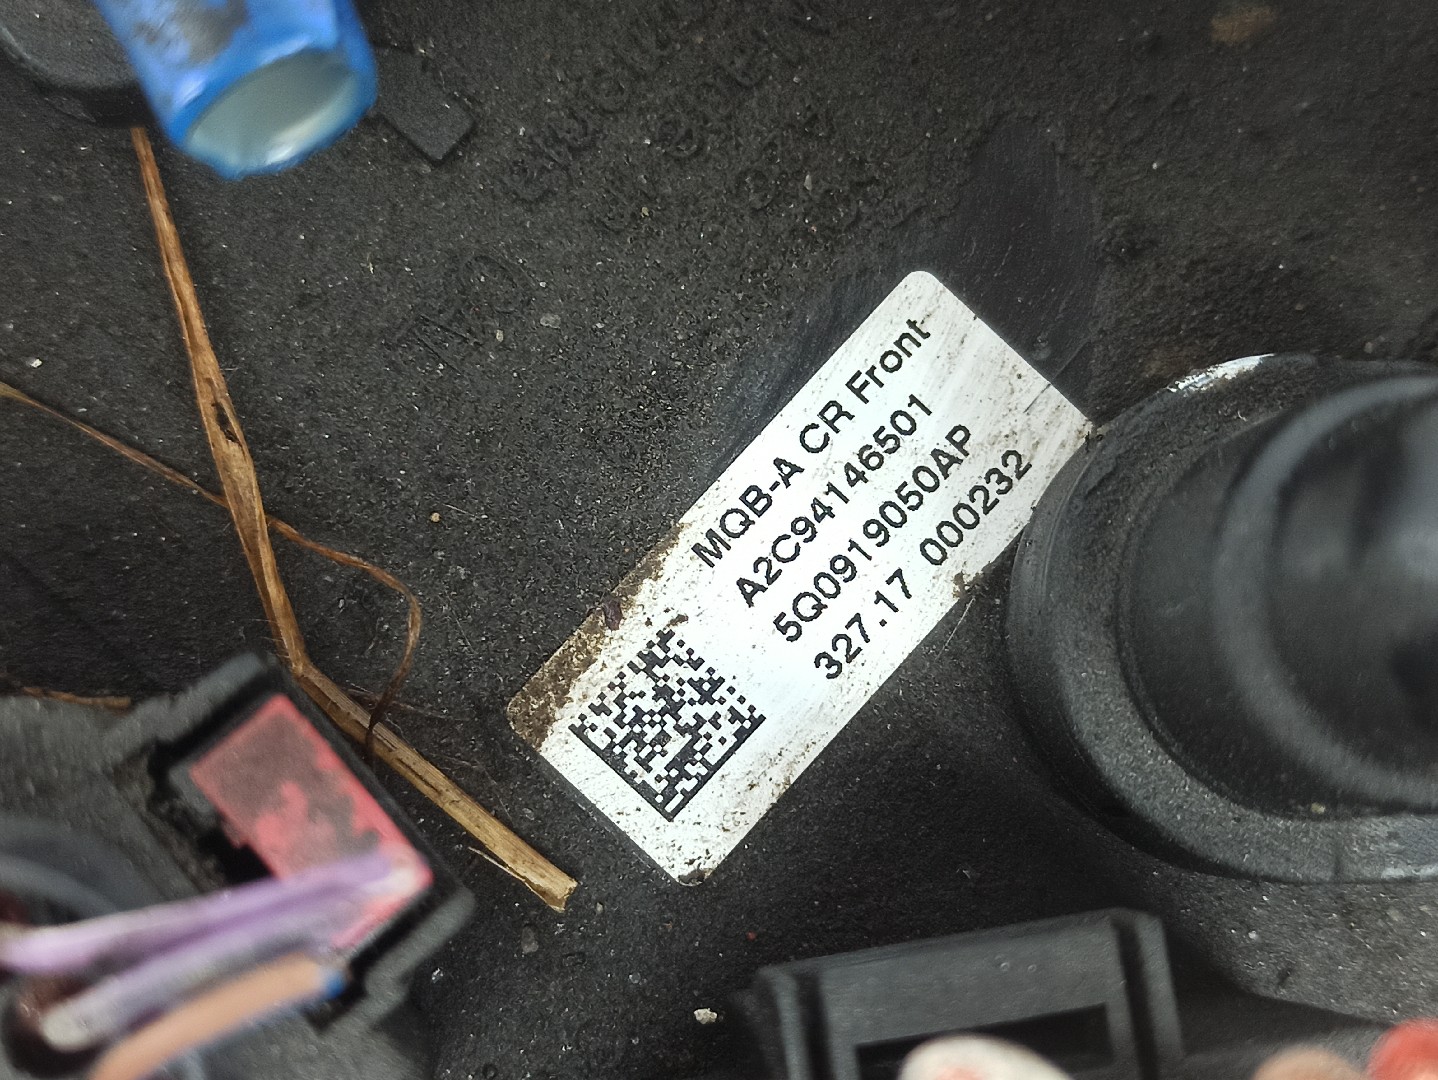 MQB-A CR Front
A2C94146501
5Q0919050AP
327.17 000232